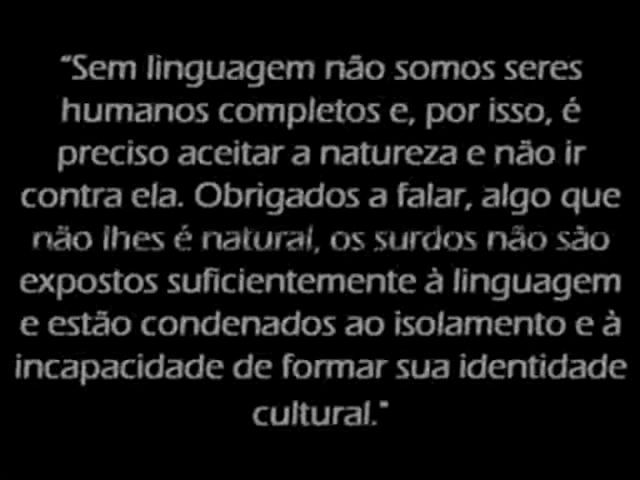 "Sem linguagem não somos seres
humanos completos e, por isso, é
preciso aceitar a natureza e não ir
contra ela. Obrigados a falar, algo que
não lhes é natural, os surdos não são
expostos suficientemente à linguagem
e estão condenados ao isolamento e à
incapacidade de formar sua identidade
cultural."